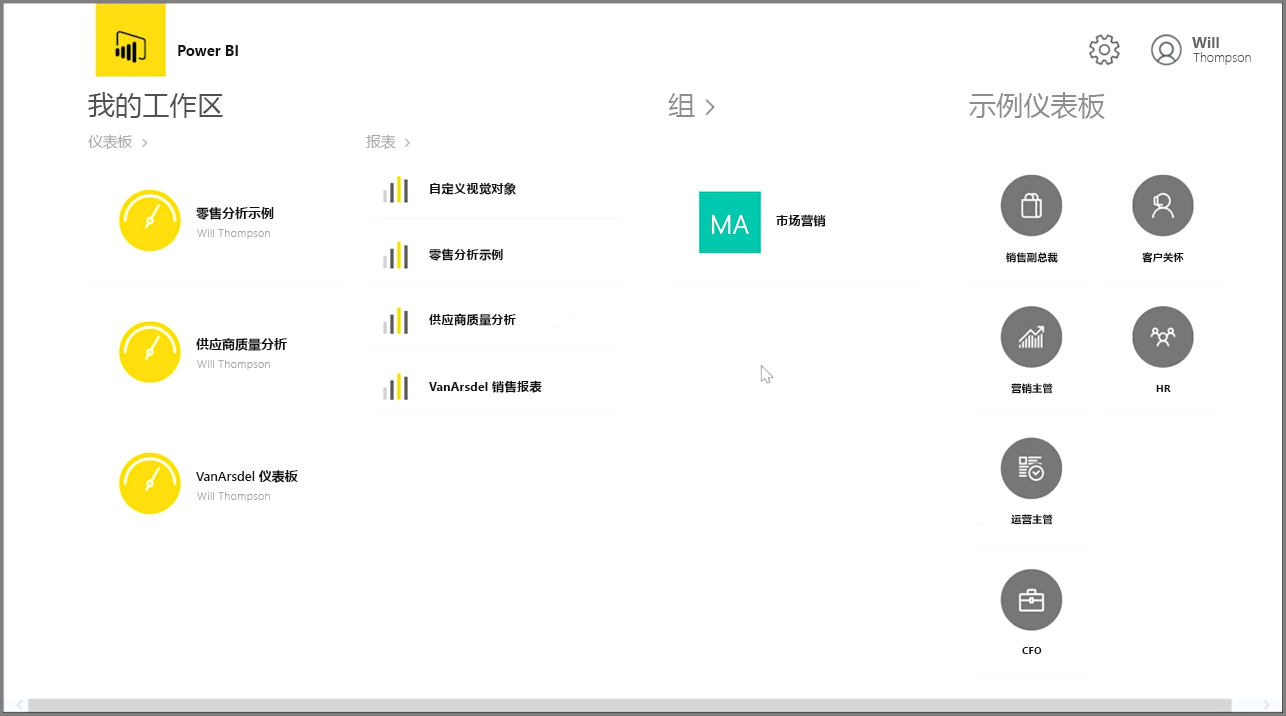 Power BI
Will
Thompson
我的工作区
仪表板
零售分析示例
Will Thompson
供应商质量分析
Will Thompson
VanArsdel 仪表板
Will Thompson
报表
自定义视觉对象
零售分析示例
供应商质量分析
VanArsdel 销售报表
组
MA
市场营销
示例仪表板
销售副总裁
客户关怀
营销主管
HR
运营主管
CFO